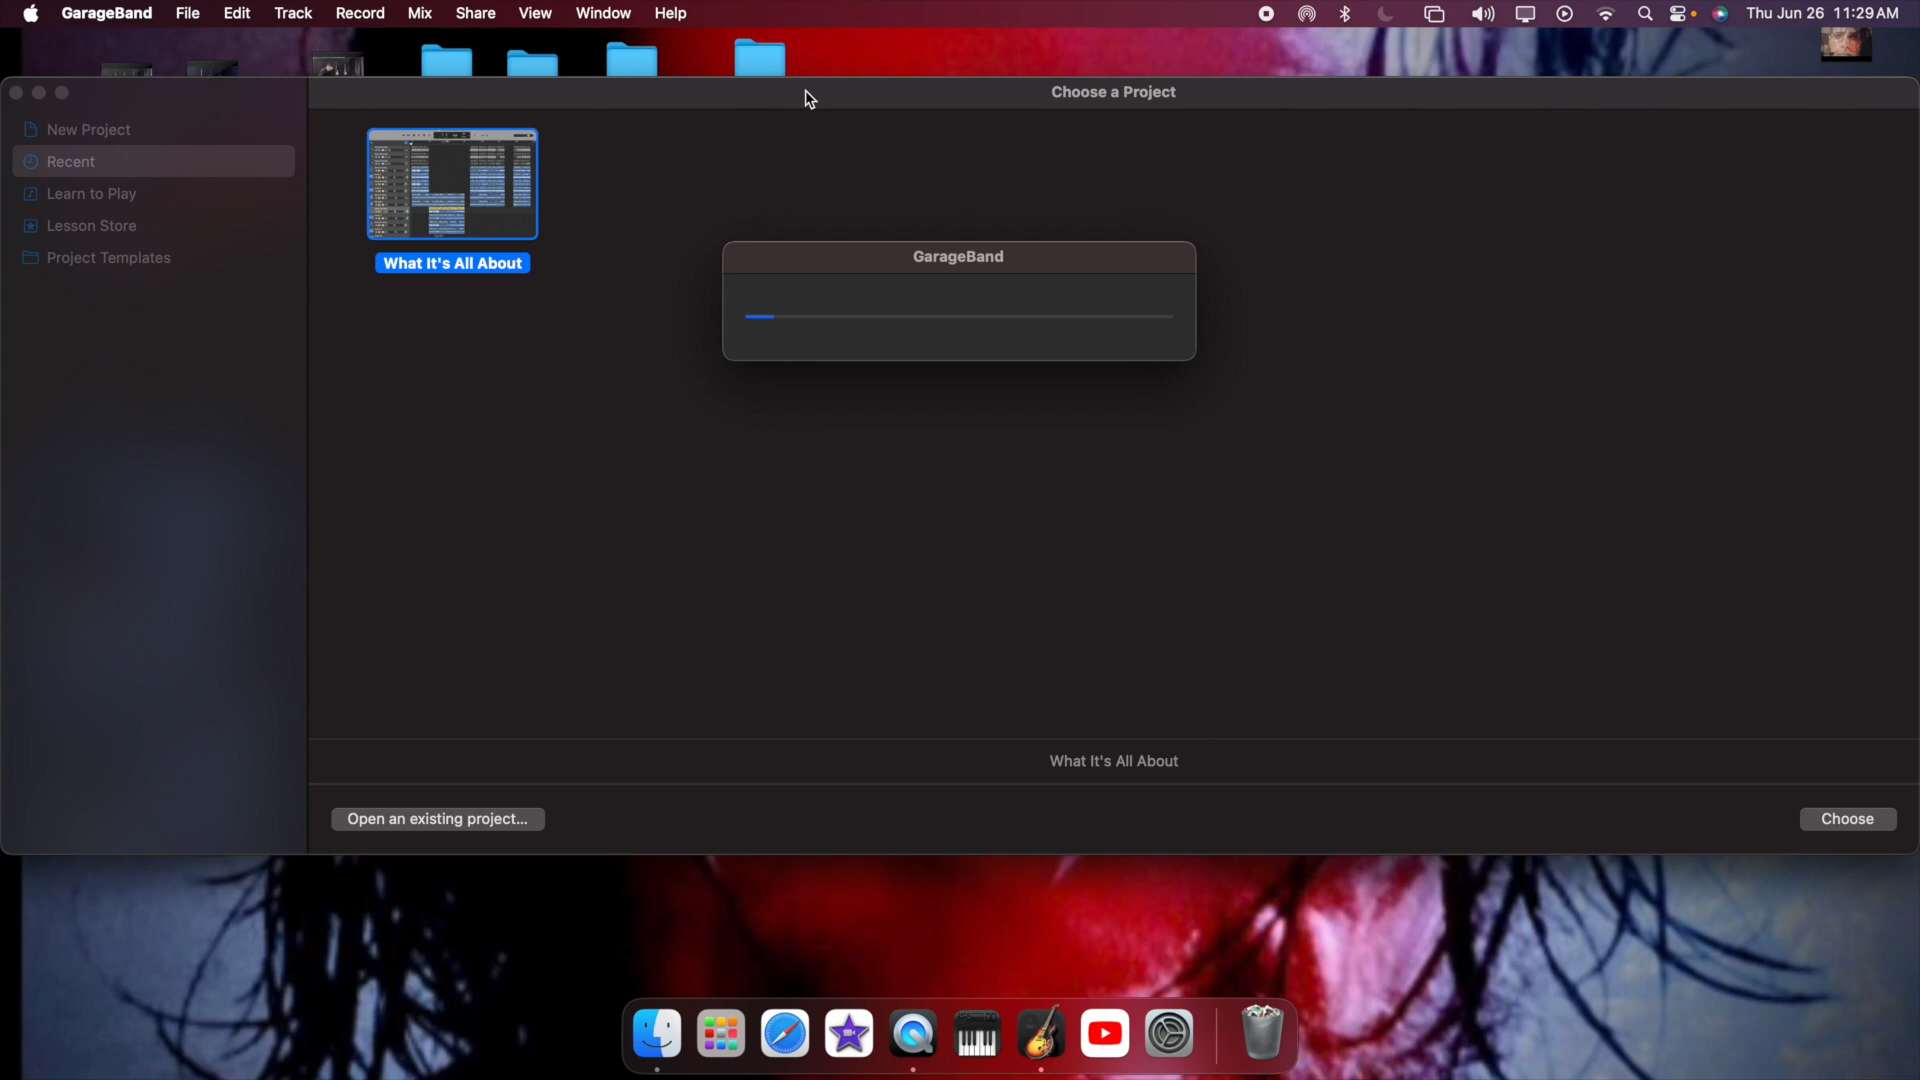 GarageBand File Edit Track Record Mix Share View Window Help Thu Jun 26 11:29 AM
Choose a Project
New Project
Recent
Learn to Play
Lesson Store
Project Templates
What It's All About
GarageBand
What It's All About
Open an existing project...
Choose